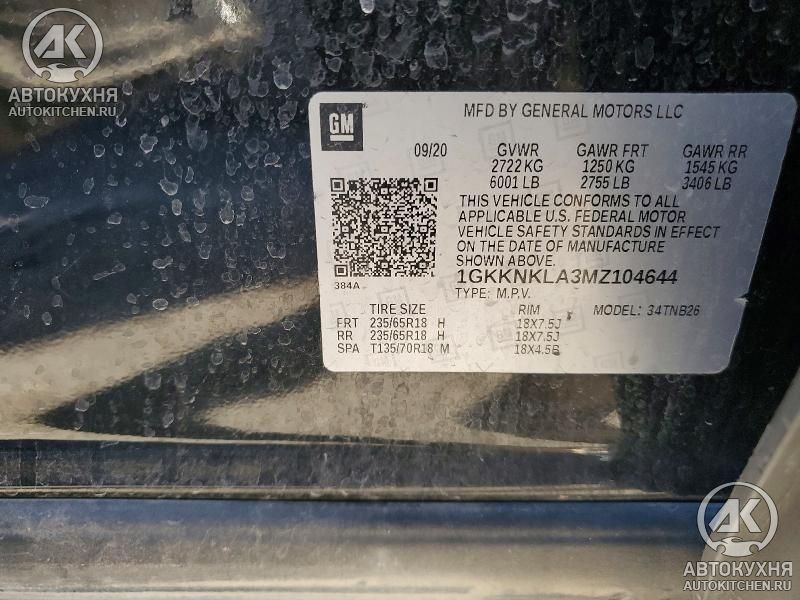 АК
АВТОКУХНЯ
AUTOKITCHEN.RU
GM
MFD BY GENERAL MOTORS LLC
09/20 GVWR GAWR FRT GAWR RR
2722 KG 1250 KG 1545 KG
6001 LB 2755 LB 3406 LB
THIS VEHICLE CONFORMS TO ALL
APPLICABLE U.S. FEDERAL MOTOR
VEHICLE SAFETY STANDARDS IN EFFECT
ON THE DATE OF MANUFACTURE
SHOWN ABOVE.
384A 1GKKNKLA3MZ104644
TYPE: M.P.V. MODEL: 34TNB26
TIRE SIZE RIM
FRT 235/65R18 H 18X7.5J
RR 235/65R18 H 18X7.5J
SPA T135/70R18 M 18X4.5B
АК
АВТОКУХНЯ
AUTOKITCHEN.RU